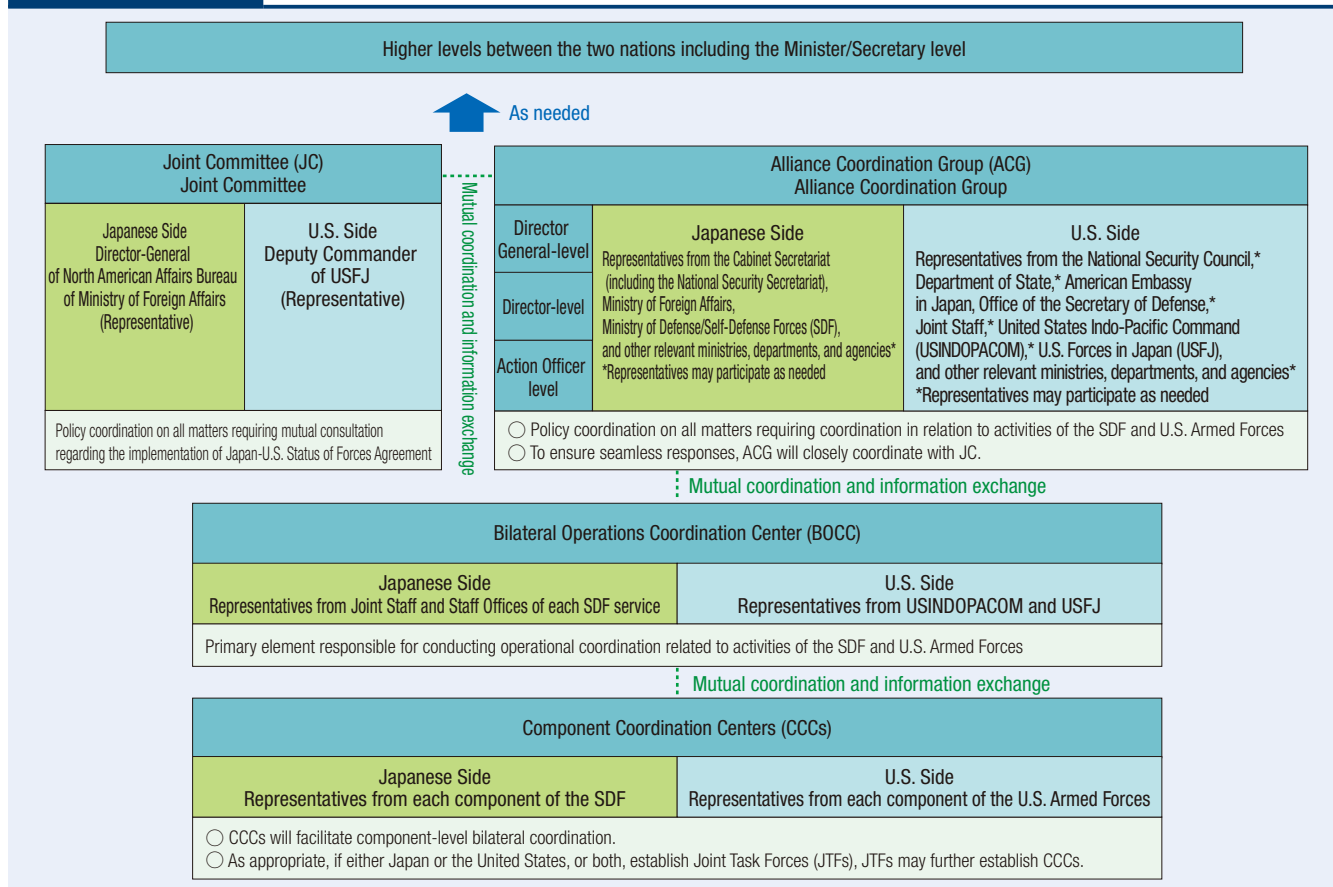 Higher levels between the two nations including the Minister/Secretary level
As needed
Joint Committee (JC)
Joint Committee
Japanese Side
Director-General
of North American Affairs Bureau
of Ministry of Foreign Affairs
(Representative)
U.S. Side
Deputy Commander
of USFJ
(Representative)
Policy coordination on all matters requiring mutual consultation
regarding the implementation of Japan-U.S. Status of Forces Agreement
Mutual coordination and information exchange
Alliance Coordination Group (ACG)
Alliance Coordination Group
Director
General-level
Director-level
Action Officer
level
Japanese Side
Representatives from the Cabinet Secretariat
(including the National Security Secretariat),
Ministry of Foreign Affairs,
Ministry of Defense/Self-Defense Forces (SDF),
and other relevant ministries, departments, and agencies*
*Representatives may participate as needed
U.S. Side
Representatives from the National Security Council,*
Department of State,* American Embassy
in Japan, Office of the Secretary of Defense,*
Joint Staff,* United States Indo-Pacific Command
(USINDOPACOM),* U.S. Forces in Japan (USFJ),
and other relevant ministries, departments, and agencies*
*Representatives may participate as needed
○ Policy coordination on all matters requiring coordination in relation to activities of the SDF and U.S. Armed Forces
○ To ensure seamless responses, ACG will closely coordinate with JC.
Mutual coordination and information exchange
Bilateral Operations Coordination Center (BOCC)
Japanese Side
Representatives from Joint Staff and Staff Offices of each SDF service
U.S. Side
Representatives from USINDOPACOM and USFJ
Primary element responsible for conducting operational coordination related to activities of the SDF and U.S. Armed Forces
Mutual coordination and information exchange
Component Coordination Centers (CCCs)
Japanese Side
Representatives from each component of the SDF
U.S. Side
Representatives from each component of the U.S. Armed Forces
○ CCCs will facilitate component-level bilateral coordination.
○ As appropriate, if either Japan or the United States, or both, establish Joint Task Forces (JTFs), JTFs may further establish CCCs.